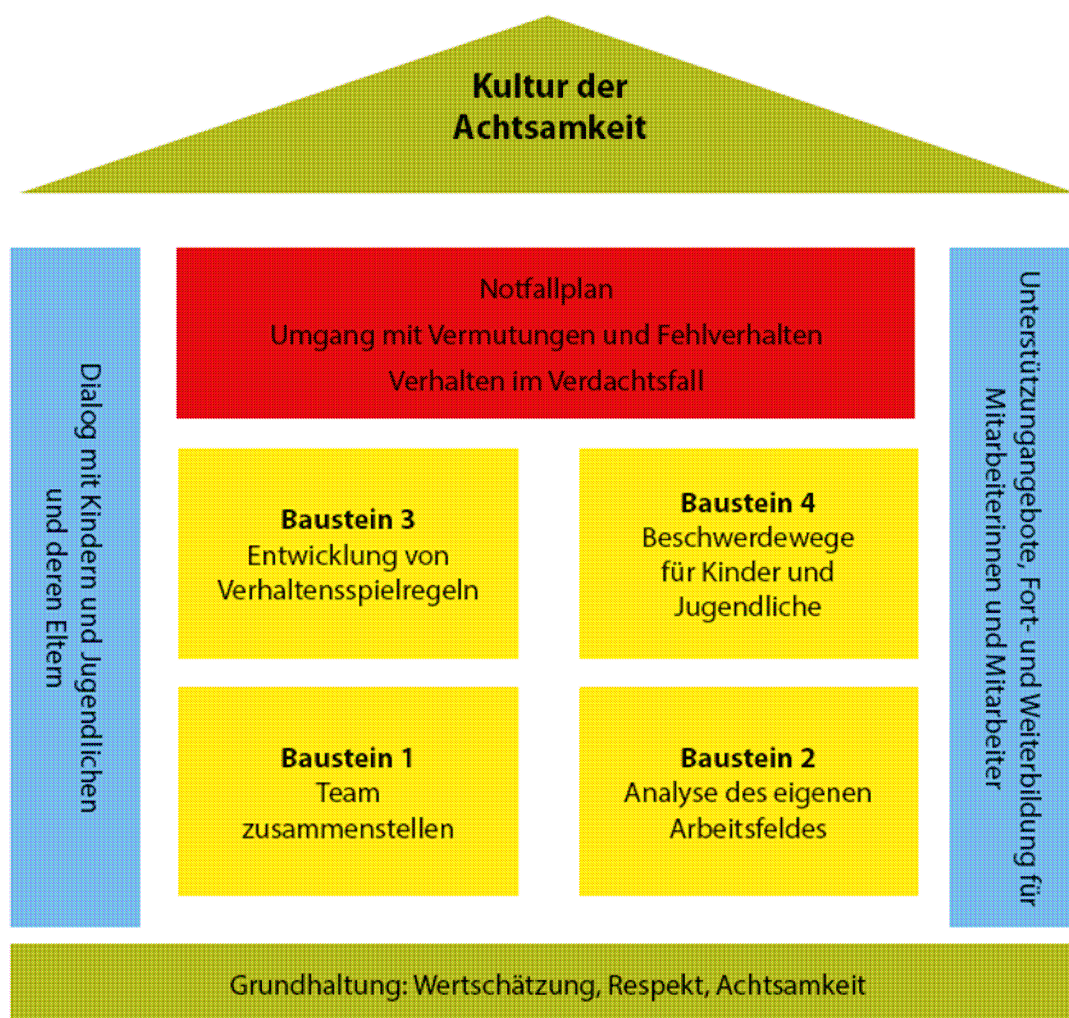 Kultur der
Achtsamkeit
Dialog mit Kindern und Jugendlichen
und deren Eltern
Notfallplan
Umgang mit Vermutungen und Fehlverhalten
Verhalten im Verdachtsfall
Baustein 3
Entwicklung von
Verhaltensspielregeln
Baustein 4
Beschwerdewege
für Kinder und
Jugendliche
Baustein 1
Team
zusammenstellen
Baustein 2
Analyse des eigenen
Arbeitsfeldes
Unterstützungangebote, Fort- und Weiterbildung für
Mitarbeiterinnen und Mitarbeiter
Grundhaltung: Wertschätzung, Respekt, Achtsamkeit